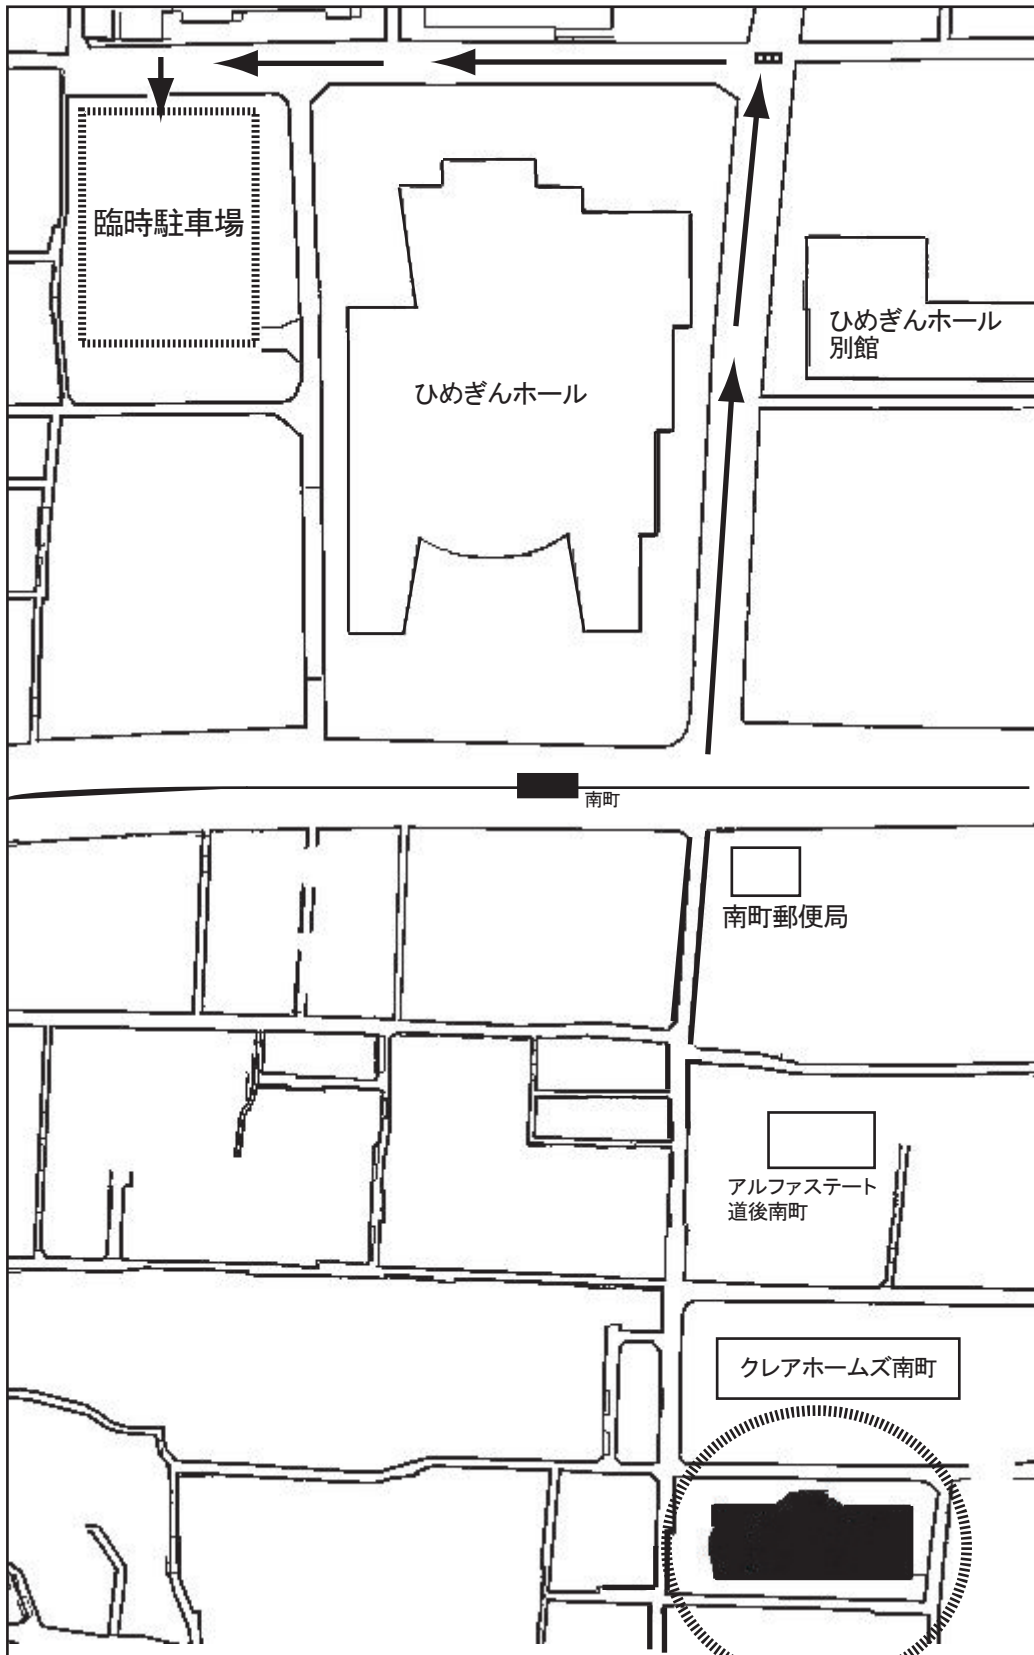 臨時駐車場
ひめぎんホール
別館
ひめぎんホール
南町
南町郵便局
アルファステート
道後南町
クレアホームズ南町